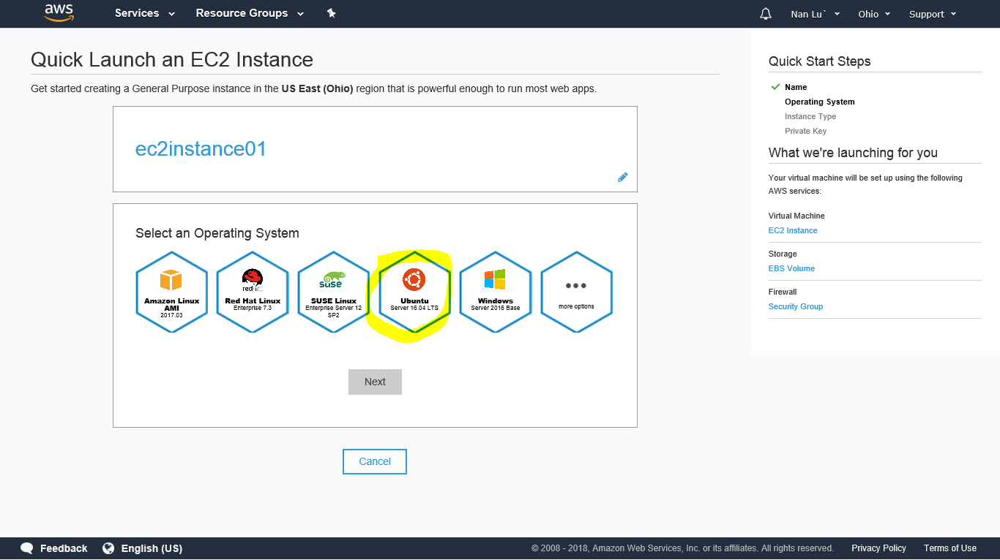 aws
Services
Resource Groups
Nan Lu`
Ohio
Support
Quick Launch an EC2 Instance
Get started creating a General Purpose instance in the US East (Ohio) region that is powerful enough to run most web apps.
ec2instance01
Select an Operating System
Amazon Linux
AMI
2017.03
redhat.
Red Hat Linux
Enterprise 7.3
SUSE
SUSE Linux
Enterprise Server 12
SP2
Ubuntu
Server 16.04 LTS
Windows
Server 2016 Base
more options
Next
Cancel
Quick Start Steps
Name
Operating System
Instance Type
Private Key
What we're launching for you
Your virtual machine will be set up using the following
AWS services:
Virtual Machine
EC2 Instance
Storage
EBS Volume
Firewall
Security Group
Feedback
English (US)
© 2008 - 2018, Amazon Web Services, Inc. or its affiliates. All rights reserved.
Privacy Policy
Terms of Use